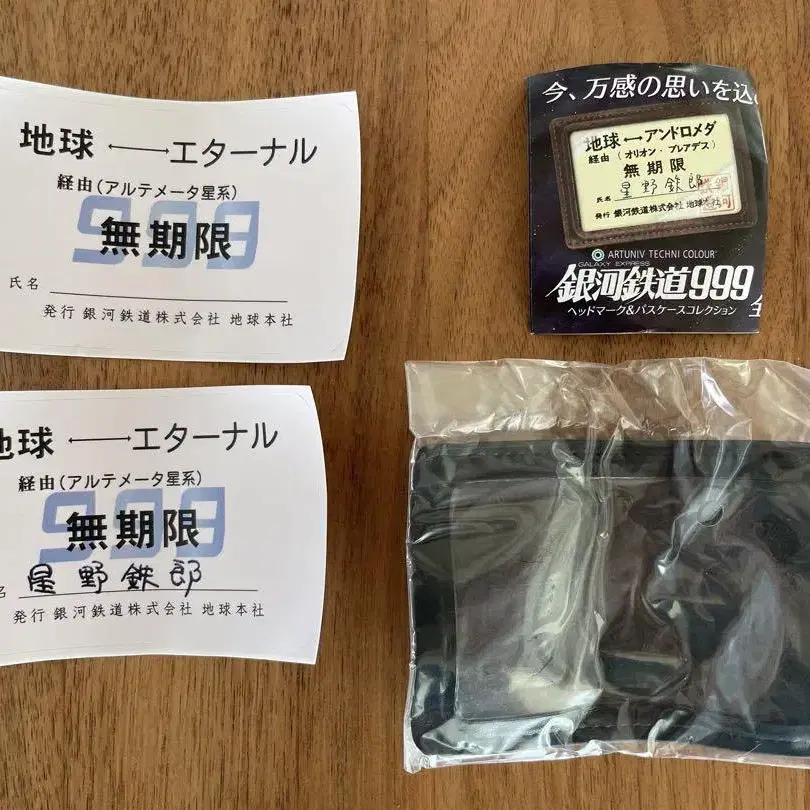 地球 ←→ エターナル
経由(アルテメータ星系)
999
無期限
氏名
発行 銀河鉄道株式会社 地球本社
地球 ←→ エターナル
経由(アルテメータ星系)
999
無期限
名 星野鉄郎
発行 銀河鉄道株式会社 地球本社
今、万感の思いを込
地球 ←→ アンドロメダ
経由 (オリオン・プレアデス)
無期限
氏名 星野鉄郎
発行 銀河鉄道株式会社 地球
ARTUNIV TECHNI COLOUR
GALAXY EXPRESS
銀河鉄道999
ヘッドマーク&パスケースコレクション
全